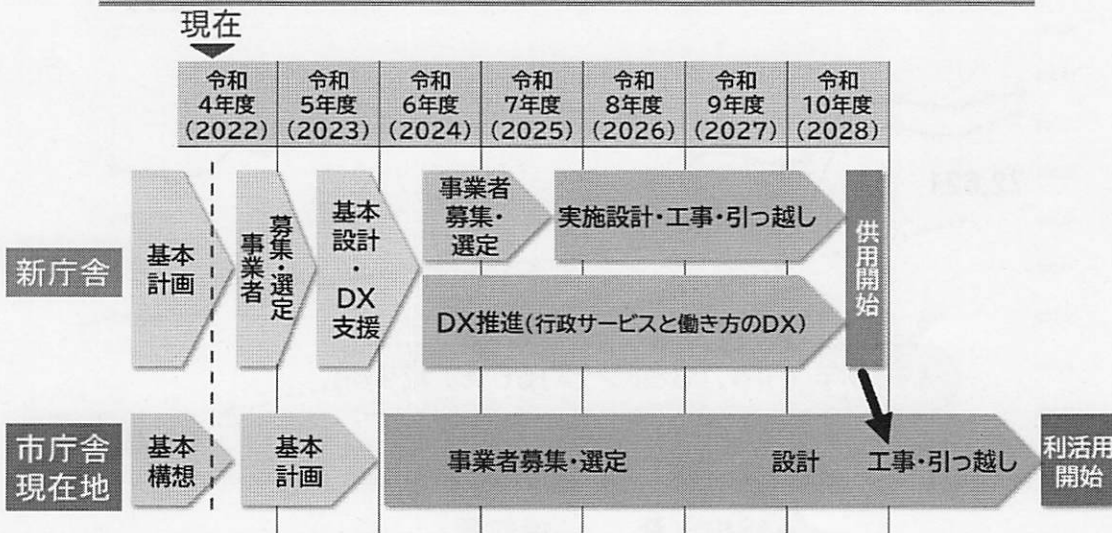 現在
令和
4年度
(2022)
令和
5年度
(2023)
令和
6年度
(2024)
令和
7年度
(2025)
令和
8年度
(2026)
令和
9年度
(2027)
令和
10年度
(2028)
新庁舎
基本
計画
事業者
募集・選定
基本
設計
・
DX
支援
事業者
募集・
選定
実施設計・工事・引っ越し
DX推進(行政サービスと働き方のDX)
供用開始
市庁舎
現在地
基本
構想
基本
計画
事業者募集・選定
設計
工事・引っ越し
利活用
開始